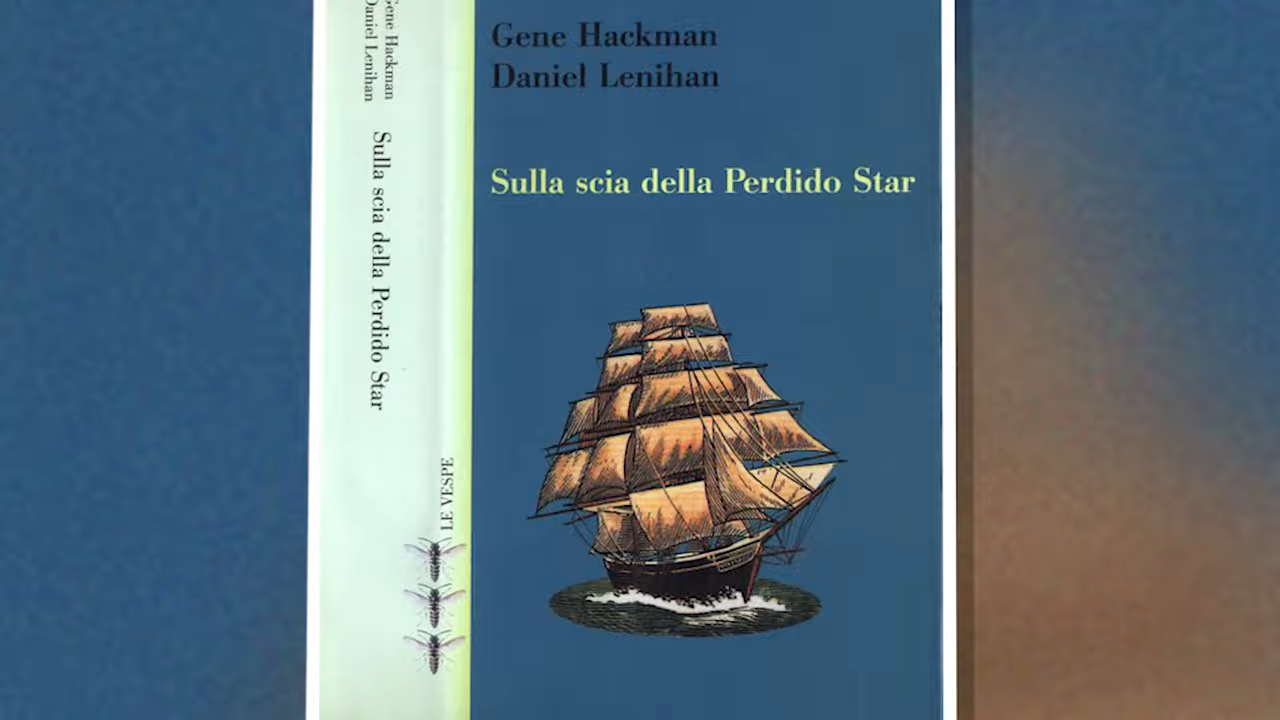 Gene Hackman
Daniel Lenihan
Sulla scia della Perdido Star
LE VESPE
Gene Hackman
Daniel Lenihan
Sulla scia della Perdido Star